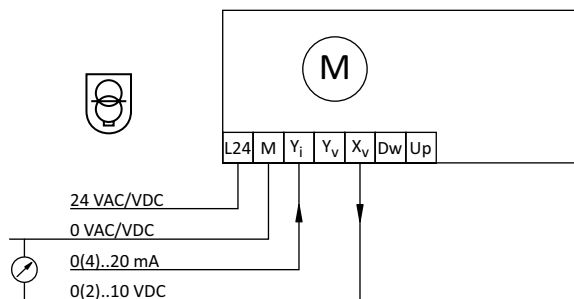 M
L24 M Yi Yv Xv Dw Up
24 VAC/VDC
0 VAC/VDC
0(4)..20 mA
0(2)..10 VDC